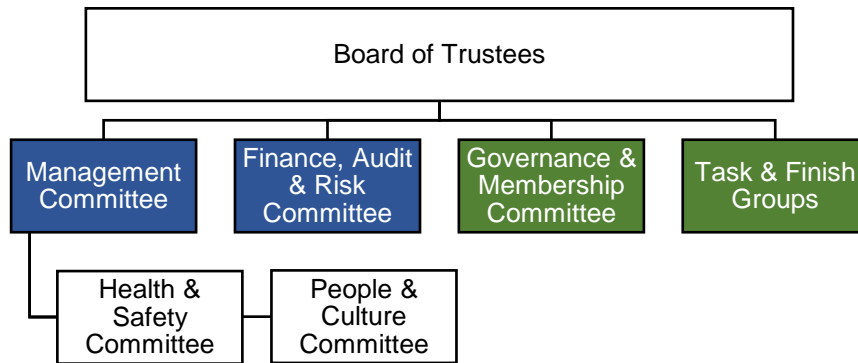 Board of Trustees
Management
Committee
Finance, Audit
& Risk
Committee
Governance &
Membership
Committee
Task & Finish
Groups
Health &
Safety
Committee
People &
Culture
Committee